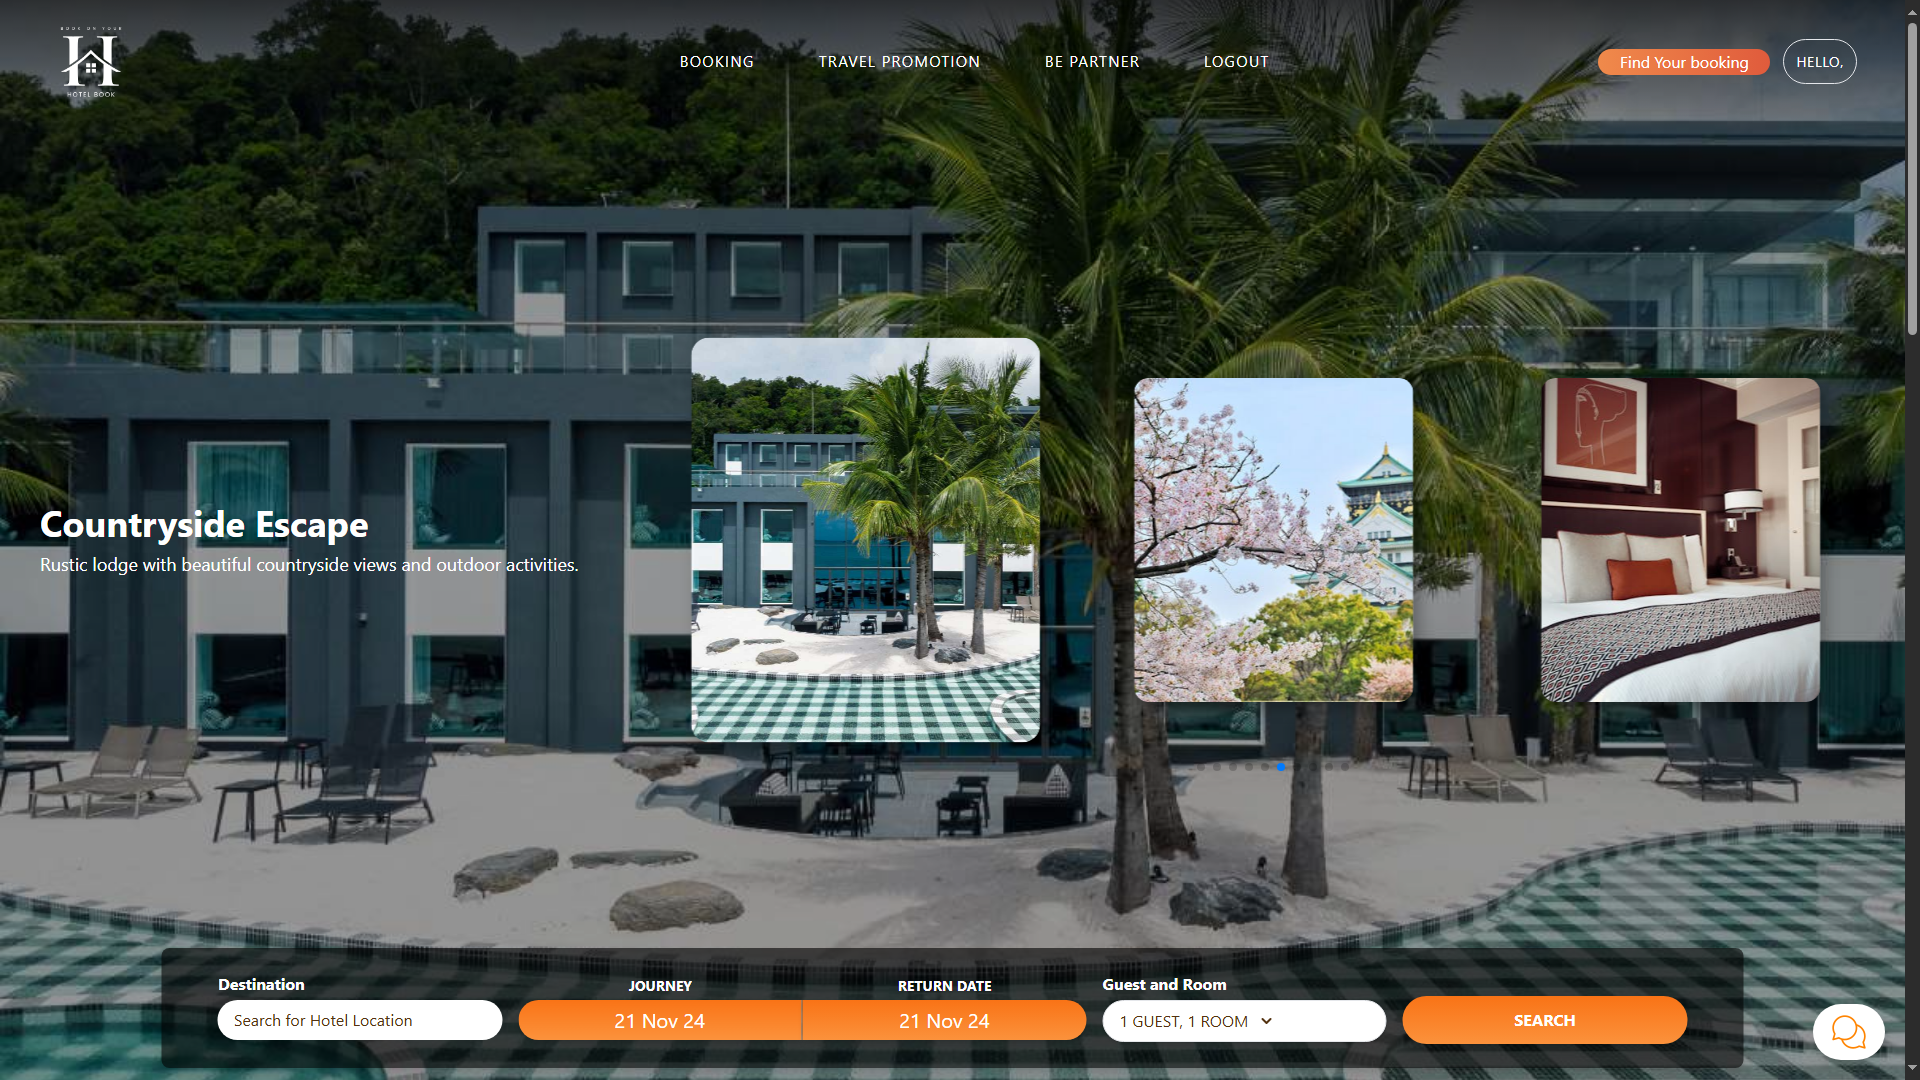 BOOK ON YOUR
H
HOTEL BOOK
BOOKING
TRAVEL PROMOTION
BE PARTNER
LOGOUT
Find Your booking
HELLO,
Countryside Escape
Rustic lodge with beautiful countryside views and outdoor activities.
Destination
Search for Hotel Location
JOURNEY
21 Nov 24
RETURN DATE
21 Nov 24
Guest and Room
1 GUEST, 1 ROOM
SEARCH